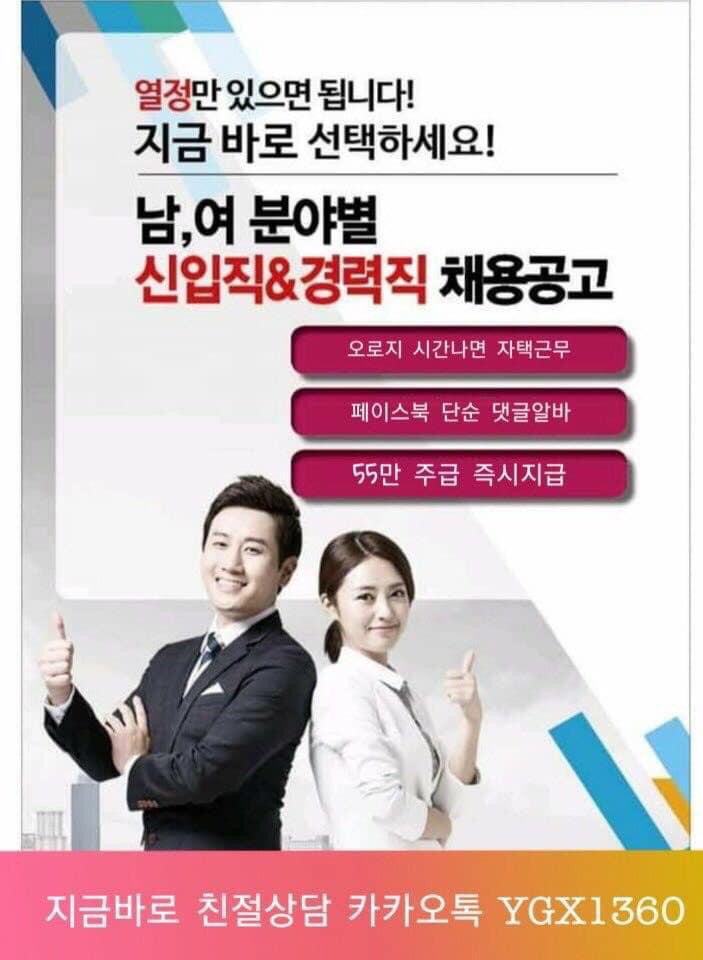 열정만 있으면 됩니다!
지금 바로 선택하세요!
남,여 분야별
신입직&경력직 채용공고
오로지 시간나면 자택근무
페이스북 단순 댓글알바
55만 주급 즉시지급
지금바로 친절상담 카카오톡 YGX1360